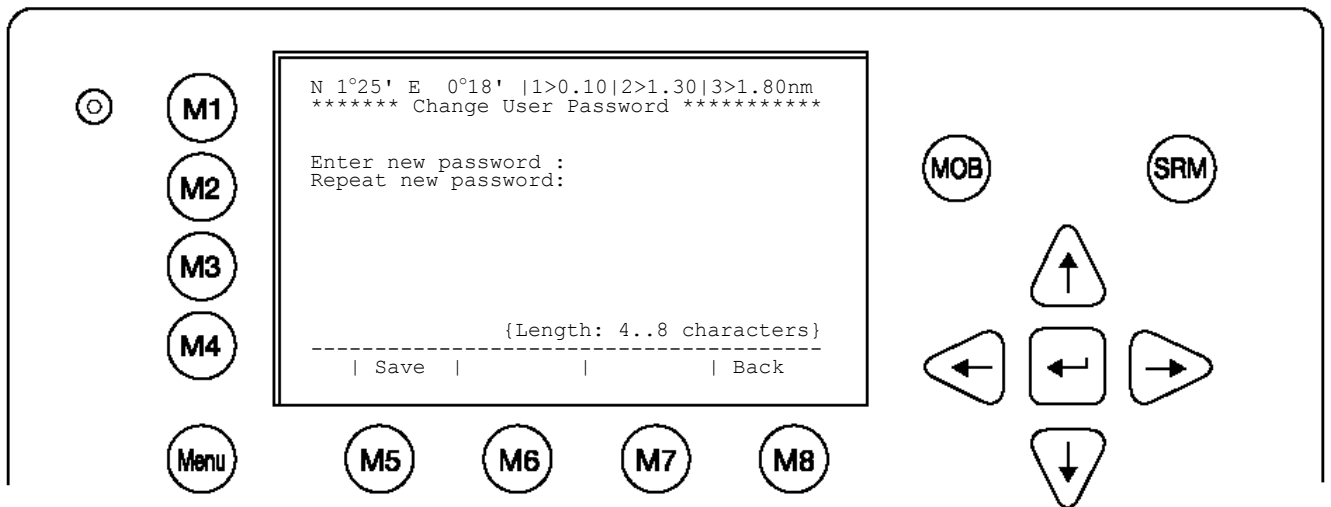 N 1°25' E  0°18' |1>0.10|2>1.30|3>1.80nm
******* Change User Password ***********
Enter new password :
Repeat new password:
{Length: 4..8 characters}
----------------------------------------
| Save  |         |         | Back
M1
M2
M3
M4
Menu
M5
M6
M7
M8
MOB
SRM